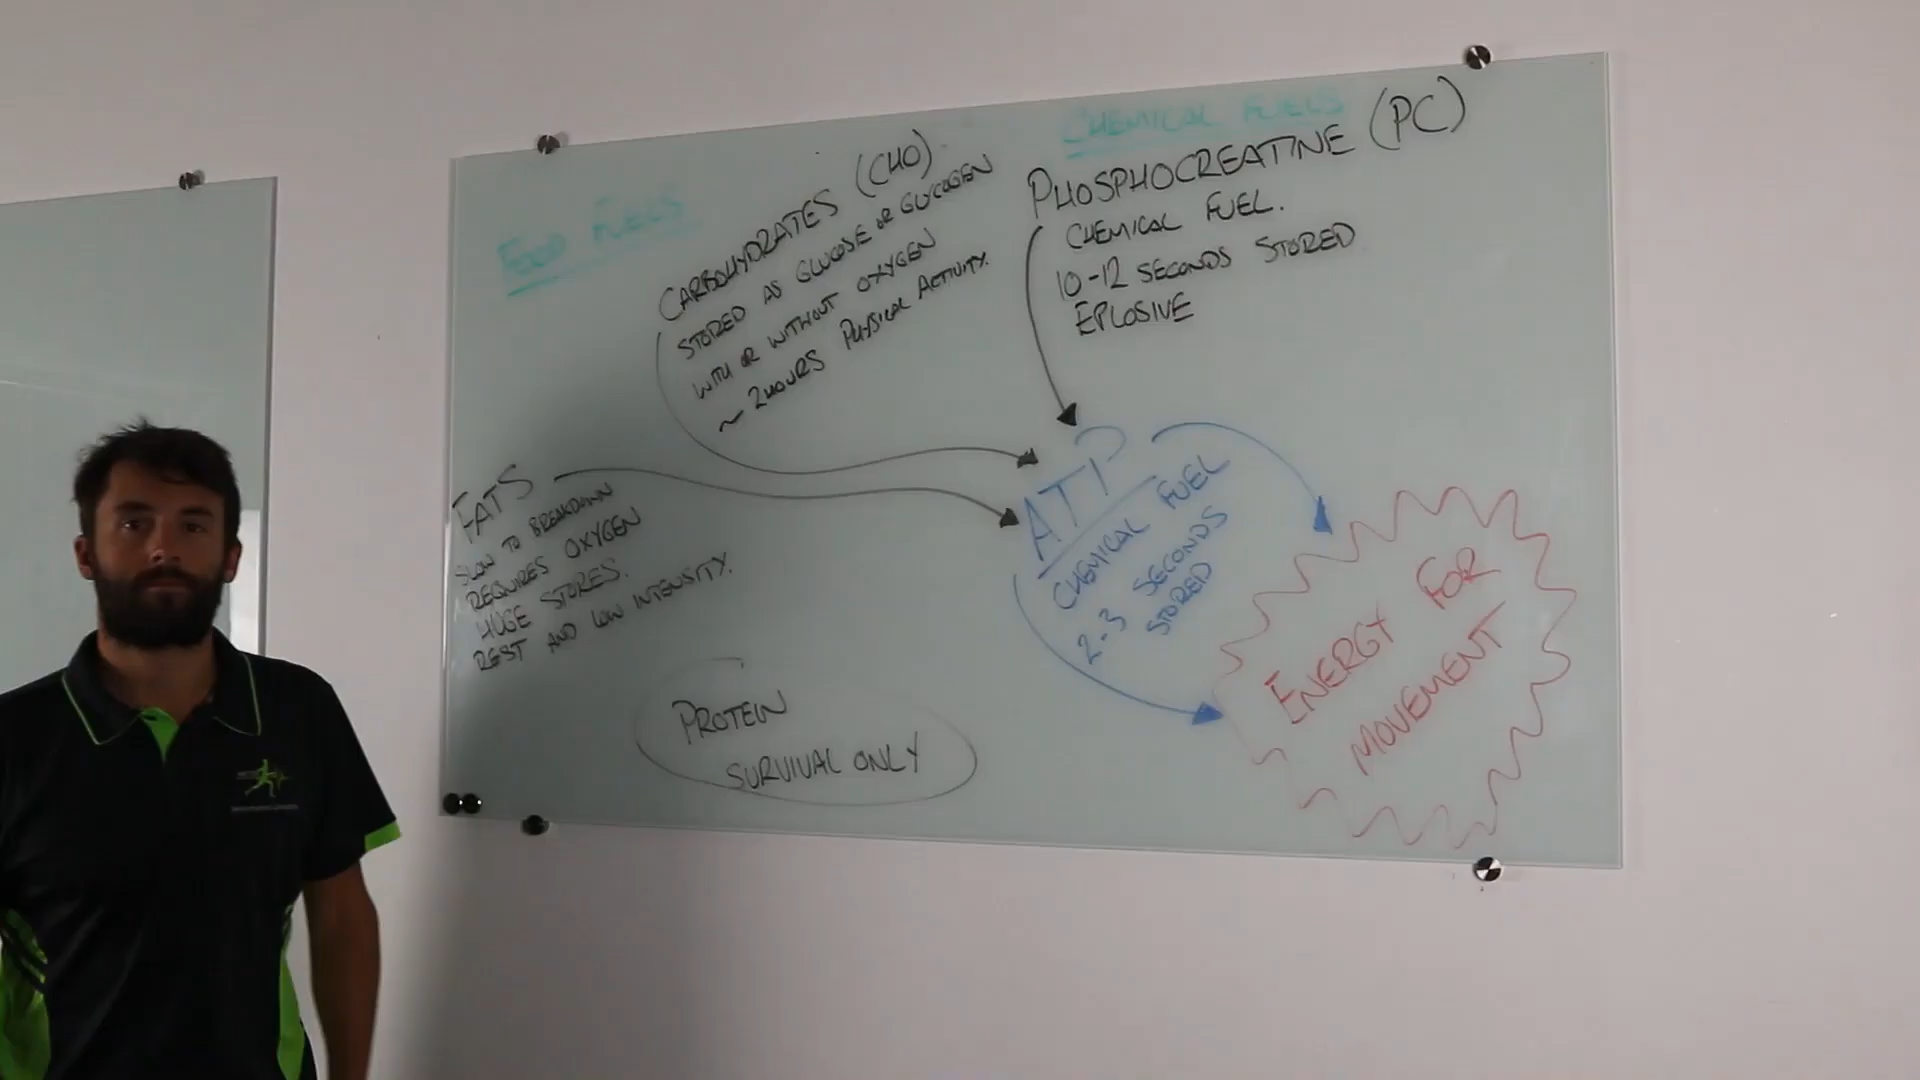 FOOD FUELS
CHEMICAL FUELS
CARBOHYDRATES (CHO).
STORED AS GLUCOSE OR GLYCOGEN
WITH OR WITHOUT OXYGEN
~ 2 HOURS PHYSICAL ACTIVITY.
PHOSPHOCREATINE (PC)
CHEMICAL FUEL.
10-12 SECONDS STORED
EPLOSIVE
FATS
SLOW TO BREAKDOWN
REQUIRES OXYGEN
HUGE STORES.
REST AND LOW INTENSITY.
ATP
CHEMICAL FUEL
2-3 SECONDS
STORED
ENERGY FOR
MOVEMENT
PROTEIN
SURVIVAL ONLY